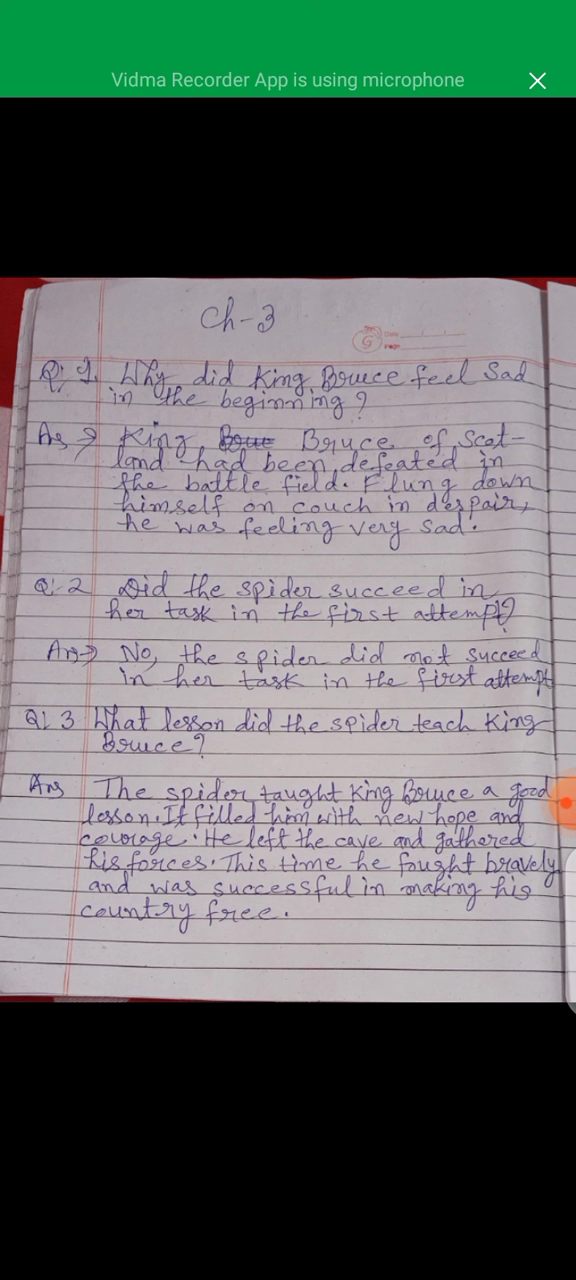 Vidma Recorder App is using microphone
Ch-3
Q:1. Why did King Bruce feel Sad
in the beginning ?
Ans → King Bruce of Scot-
land had been defeated in
the battle field. Flung down
himself on couch in despair,
he was feeling very sad.
Q:-2 Did the spider succeed in
her task in the first attempt?
Ans→ No, the spider did not succeed
in her task in the first attempt
Q:3 What lesson did the spider teach King
Bruce?
Ans The spider taught King Bruce a good
lesson. It filled him with new hope and
courage. He left the cave and gathered
his forces. This time he fought bravely
and was successful in making his
country free.